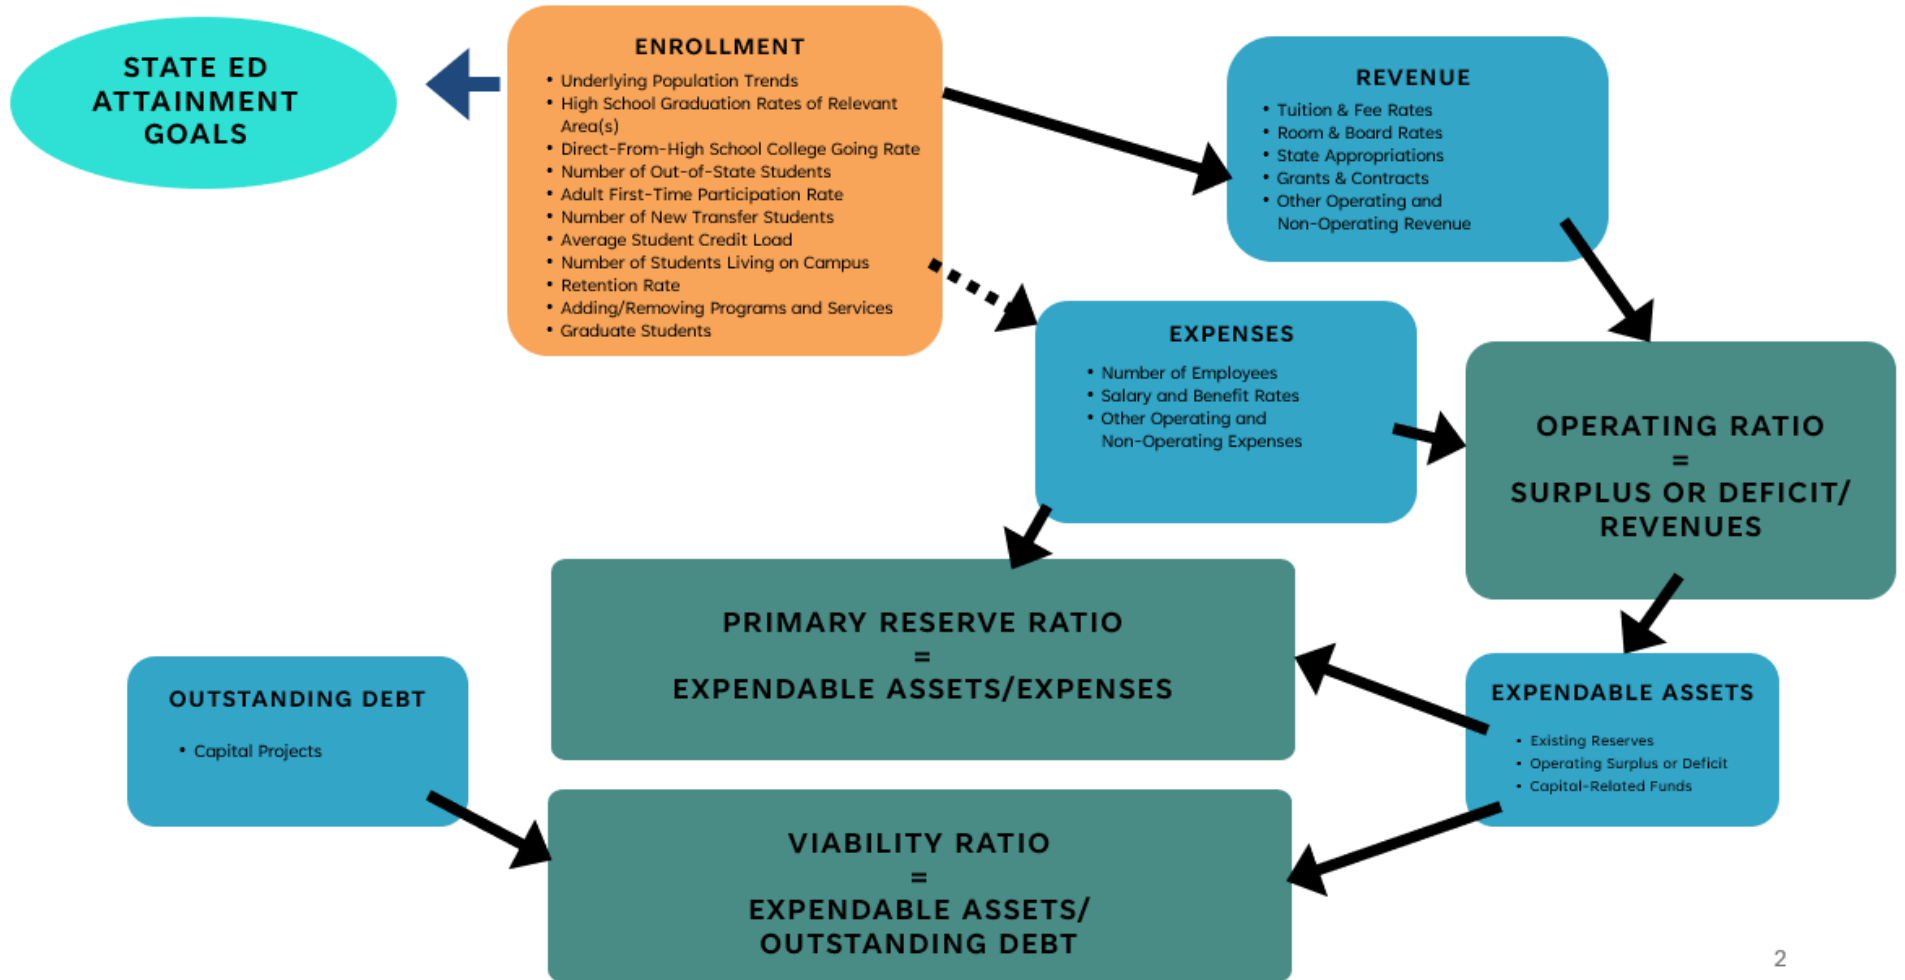 STATE ED
ATTAINMENT
GOALS
ENROLLMENT
• Underlying Population Trends
• High School Graduation Rates of Relevant
Area(s)
• Direct-From-High School College Going Rate
• Number of Out-of-State Students
• Adult First-Time Participation Rate
• Number of New Transfer Students
• Average Student Credit Load
• Number of Students Living on Campus
• Retention Rate
• Adding/Removing Programs and Services
• Graduate Students
REVENUE
• Tuition & Fee Rates
• Room & Board Rates
• State Appropriations
• Grants & Contracts
• Other Operating and
Non-Operating Revenue
EXPENSES
• Number of Employees
• Salary and Benefit Rates
• Other Operating and
Non-Operating Expenses
OPERATING RATIO
=
SURPLUS OR DEFICIT/
REVENUES
PRIMARY RESERVE RATIO
=
EXPENDABLE ASSETS/EXPENSES
OUTSTANDING DEBT
• Capital Projects
EXPENDABLE ASSETS
• Existing Reserves
• Operating Surplus or Deficit
• Capital-Related Funds
VIABILITY RATIO
=
EXPENDABLE ASSETS/
OUTSTANDING DEBT
2